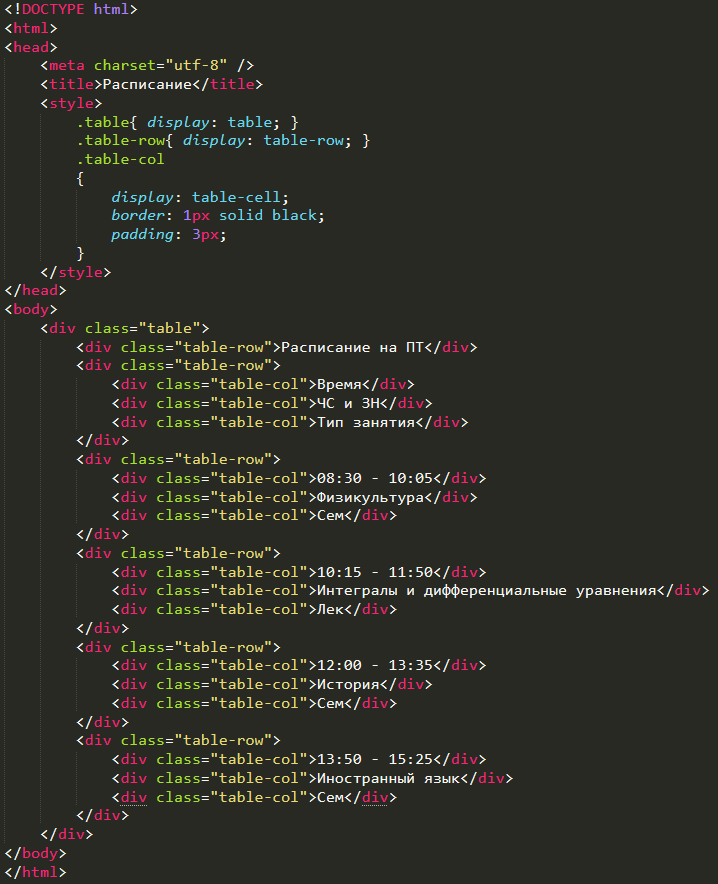 <!DOCTYPE html>
<html>
<head>
    <meta charset="utf-8" />
    <title>Расписание</title>
    <style>
        .table{ display: table; }
        .table-row{ display: table-row; }
        .table-col
        {
            display: table-cell;
            border: 1px solid black;
            padding: 3px;
        }
    </style>
</head>
<body>
    <div class="table">
        <div class="table-row">Расписание на ПТ</div>
        <div class="table-row">
            <div class="table-col">Время</div>
            <div class="table-col">ЧС и ЗН</div>
            <div class="table-col">Тип занятия</div>
        </div>
        <div class="table-row">
            <div class="table-col">08:30 - 10:05</div>
            <div class="table-col">Физикультура</div>
            <div class="table-col">Сем</div>
        </div>
        <div class="table-row">
            <div class="table-col">10:15 - 11:50</div>
            <div class="table-col">Интегралы и дифференциальные уравнения</div>
            <div class="table-col">Лек</div>
        </div>
        <div class="table-row">
            <div class="table-col">12:00 - 13:35</div>
            <div class="table-col">История</div>
            <div class="table-col">Сем</div>
        </div>
        <div class="table-row">
            <div class="table-col">13:50 - 15:25</div>
            <div class="table-col">Иностранный язык</div>
            <div class="table-col">Сем</div>
        </div>
    </div>
</body>
</html>